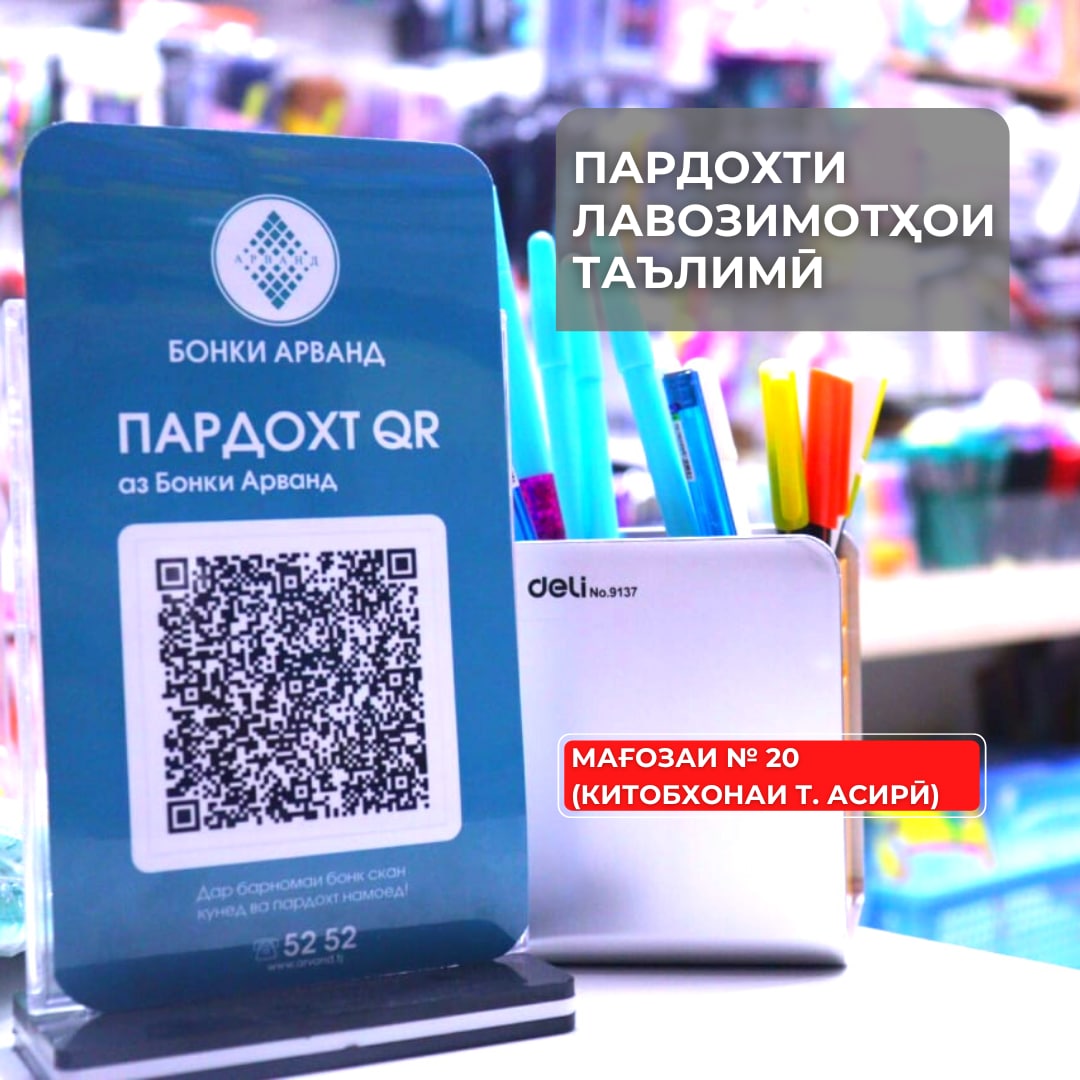 ПАРДОХТИ
ЛАВОЗИМОТҲОИ
ТАЪЛИМӢ
АРВАНД
БОНКИ АРВАНД
ПАРДОХТ QR
аз Бонки Арванд
Дар барномаи бонк скан
кунед ва пардохт намоед!
52 52
www.arvand.tj
deli No.9137
МАҒОЗАИ № 20
(КИТОБХОНАИ Т. АСИРӢ)